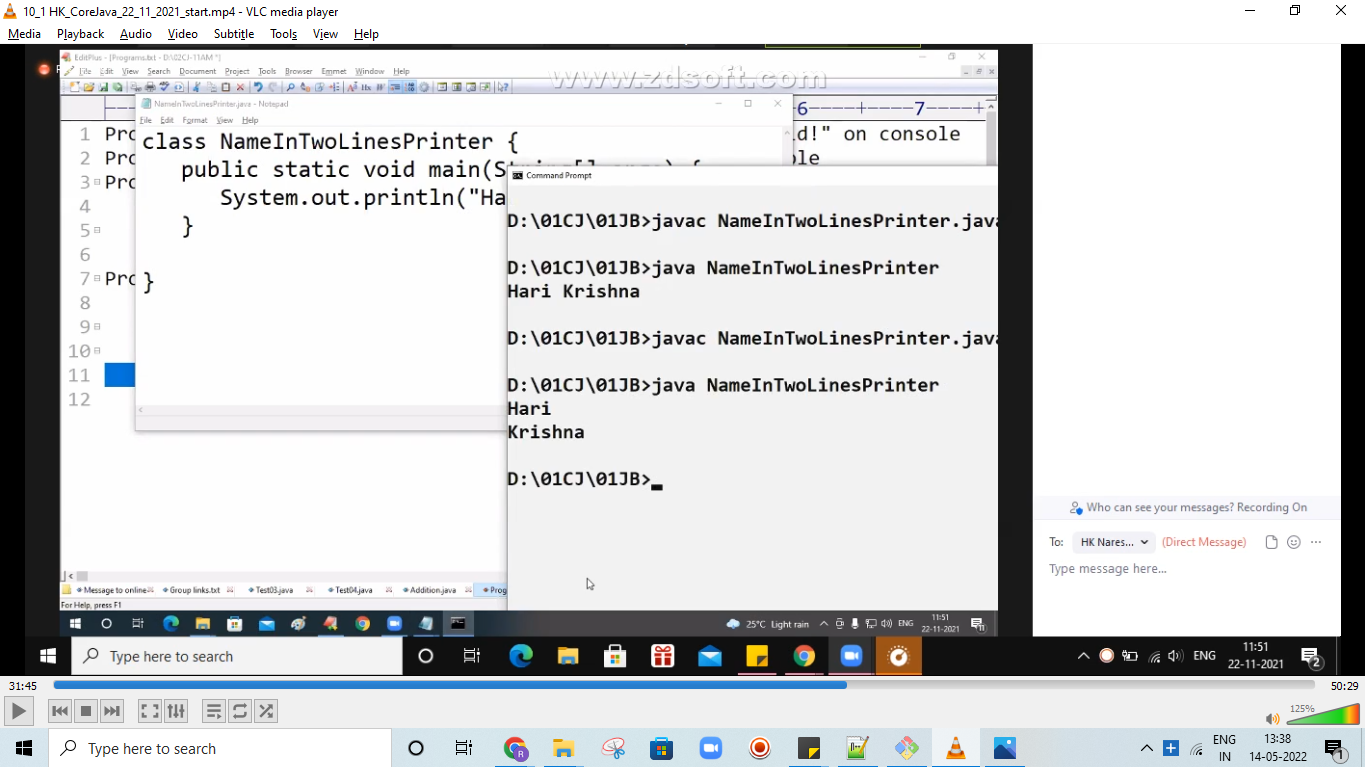 10_1 HK_CoreJava_22_11_2021_start.mp4 - VLC media player
Media Playback Audio Video Subtitle Tools View Help
EditPlus - [Programs.txt - D:\02CJ-11AM *]
File Edit View Search Document Project Tools Browser Emmet Window Help
www.zdsoft.com
NameInTwoLinesPrinter.java - Notepad
File Edit Format View Help
6----+----7----+
1 Pro
2 Pro
3 Pro
4
5
6
7 Pro
8
9
10
11
12
ld!" on console
ole
class NameInTwoLinesPrinter {
public static void main(String[] args) {
System.out.println("Ha
}
}
Command Prompt
D:\01CJ\01JB>javac NameInTwoLinesPrinter.java
D:\01CJ\01JB>java NameInTwoLinesPrinter
Hari Krishna
D:\01CJ\01JB>javac NameInTwoLinesPrinter.java
D:\01CJ\01JB>java NameInTwoLinesPrinter
Hari
Krishna
D:\01CJ\01JB>
Message to online Group links.txt Test03.java Test04.java Addition.java Prog
For Help, press F1
25°C Light rain ENG 11:51
22-11-2021
Who can see your messages? Recording On
To: HK Nares... (Direct Message)
Type message here...
Type here to search
ENG 11:51
22-11-2021
2
31:45
50:29
125%
Type here to search
ENG
IN
13:38
14-05-2022
1